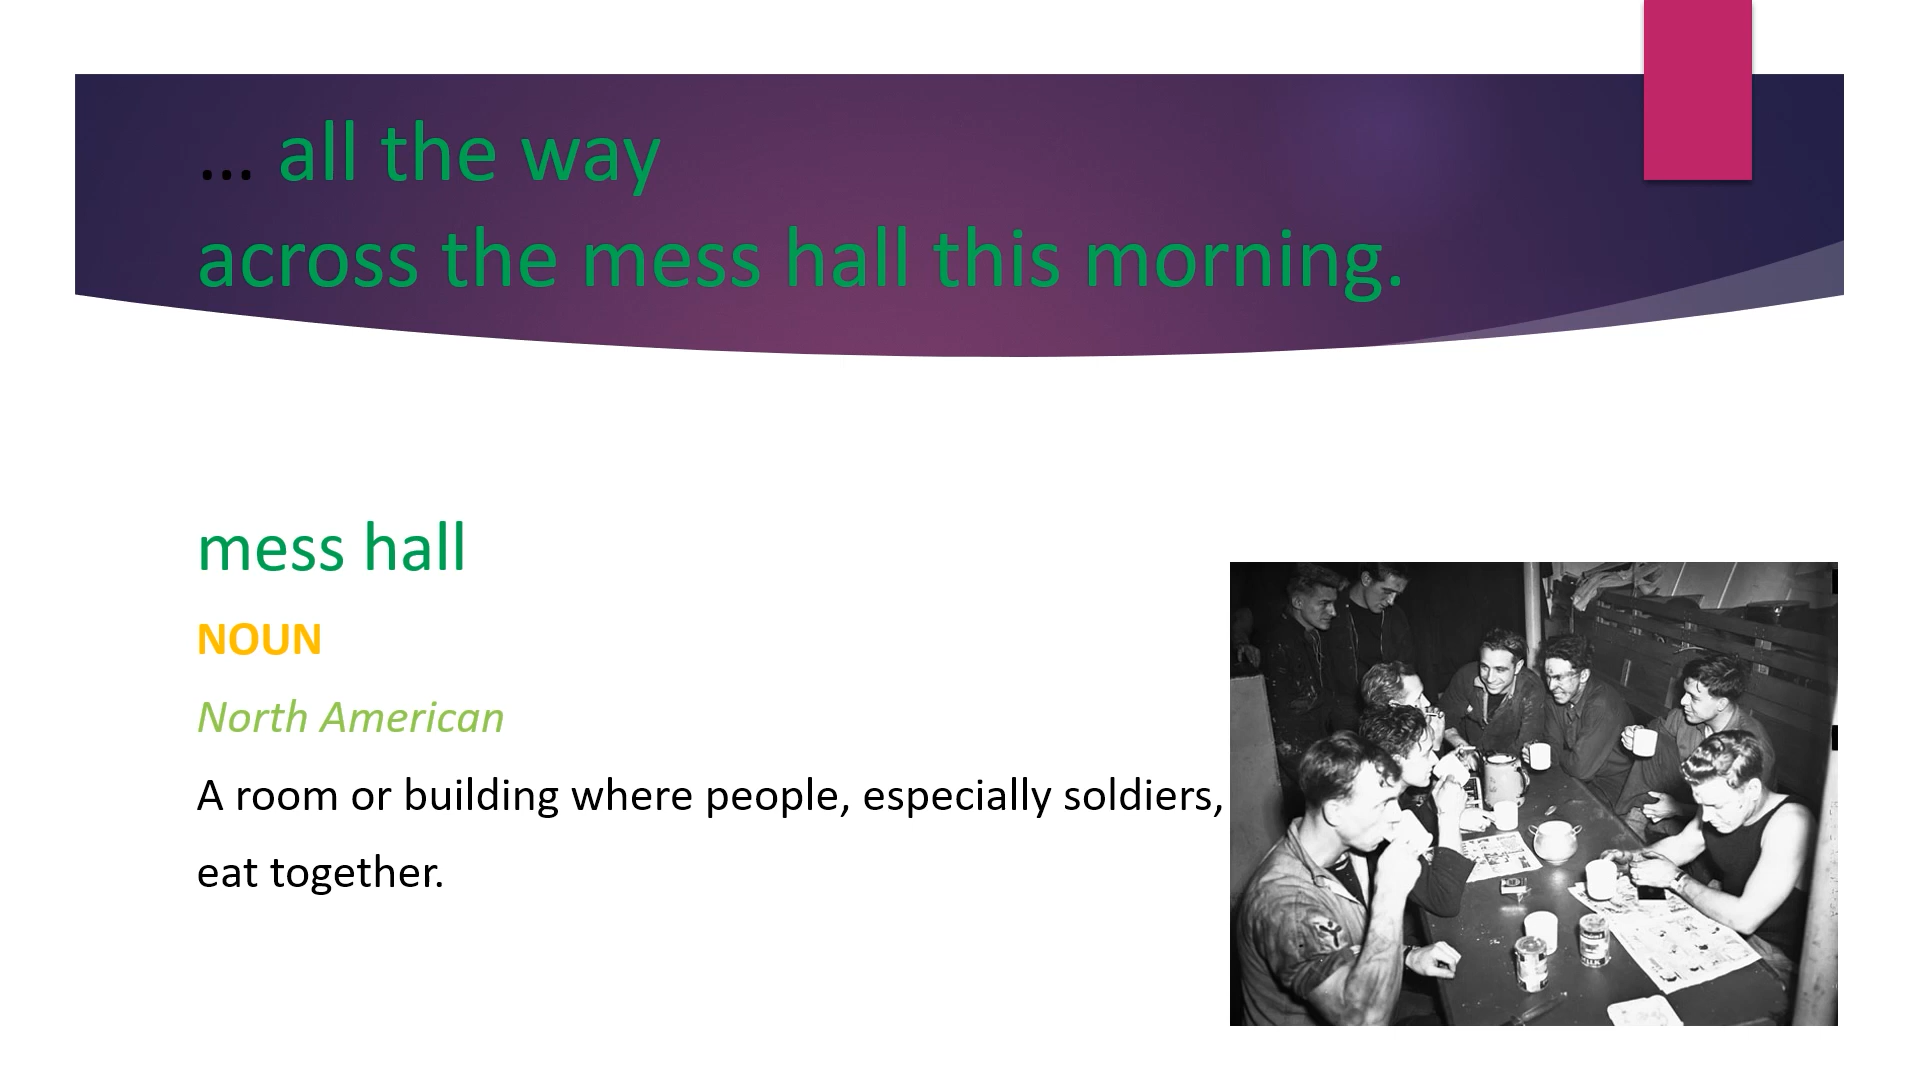 ... all the way
across the mess hall this morning.
mess hall
NOUN
North American
A room or building where people, especially soldiers,
eat together.